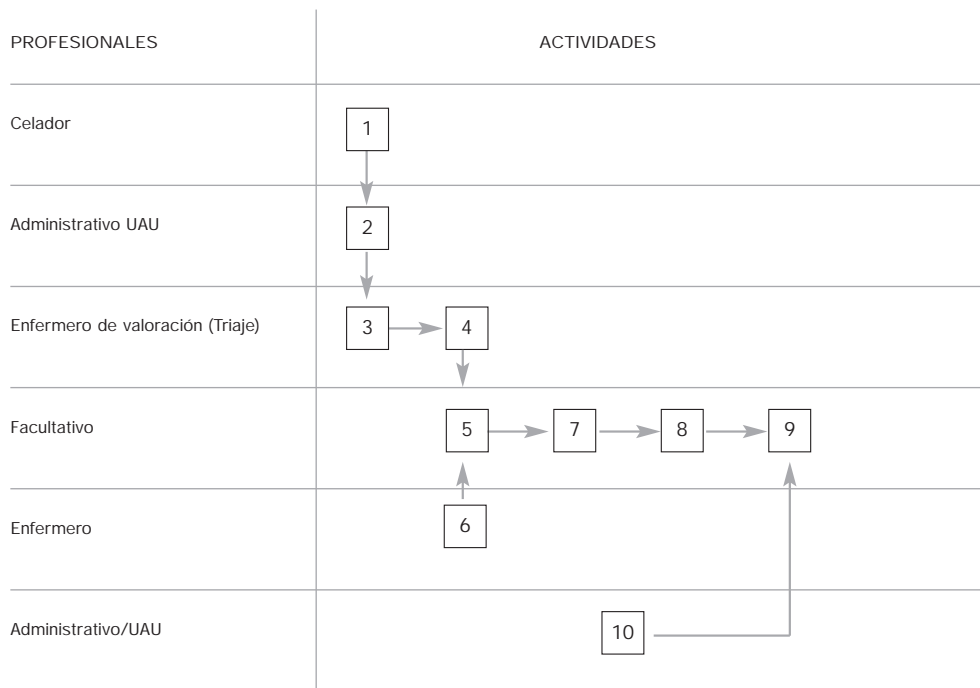 PROFESIONALES ACTIVIDADES
Celador 1
Administrativo UAU 2
Enfermero de valoración (Triaje) 3 4
Facultativo 5 7 8 9
Enfermero 6
Administrativo/UAU 10